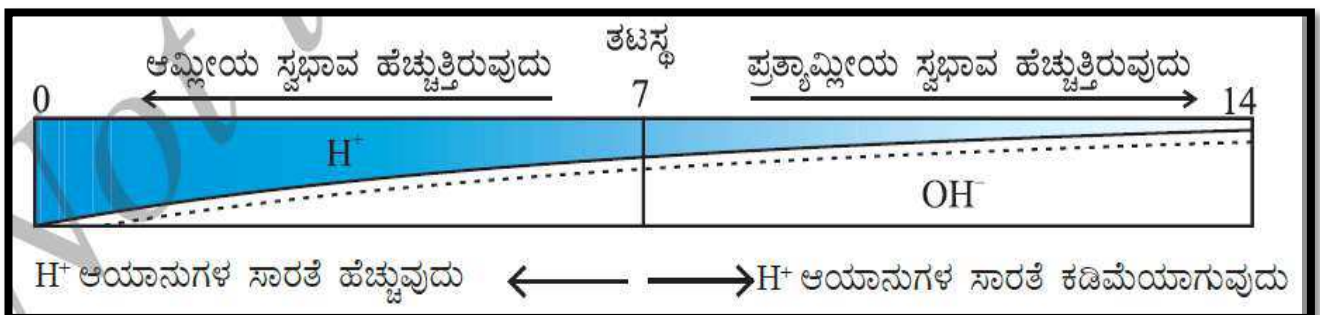 ತಟಸ್ಥ
ಆಮ್ಲೀಯ ಸ್ವಭಾವ ಹೆಚ್ಚುತ್ತಿರುವುದು ಪ್ರತ್ಯಾಮ್ಲೀಯ ಸ್ವಭಾವ ಹೆಚ್ಚುತ್ತಿರುವುದು
0 7 14
H⁺
OH⁻
H⁺ ಆಯಾನುಗಳ ಸಾರತೆ ಹೆಚ್ಚುವುದು H⁺ ಆಯಾನುಗಳ ಸಾರತೆ ಕಡಿಮೆಯಾಗುವುದು